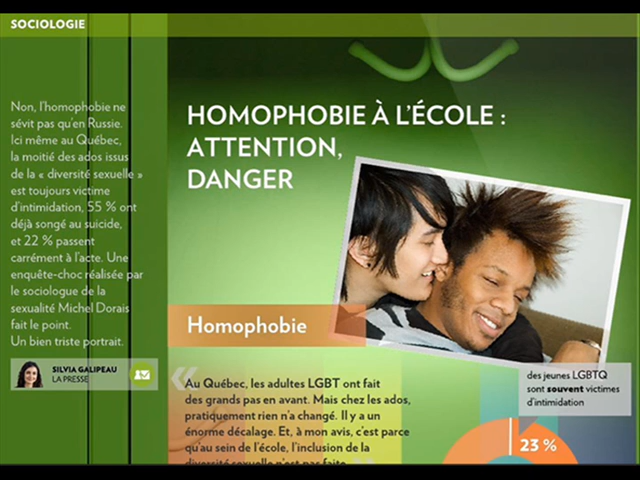 SOCIOLOGIE
Non, l'homophobie ne
sévit pas qu'en Russie.
Ici même au Québec,
la moitié des ados issus
de la « diversité sexuelle »
est toujours victime
d'intimidation, 55 % ont
déjà songé au suicide,
et 22 % passent
carrément à l'acte. Une
enquête-choc réalisée par
le sociologue de la
sexualité Michel Dorais
fait le point.
Un bien triste portrait.
SILVIA GALIPEAU
LA PRESSE
HOMOPHOBIE À L'ÉCOLE :
ATTENTION,
DANGER
Homophobie
«
Au Québec, les adultes LGBT ont fait
des grands pas en avant. Mais chez les ados,
pratiquement rien n'a changé. Il y a un
énorme décalage. Et, à mon avis, c'est parce
qu'au sein de l'école, l'inclusion de la
diversité sexuelle n'est pas faite
des jeunes LGBTQ
sont souvent victimes
d'intimidation
23 %